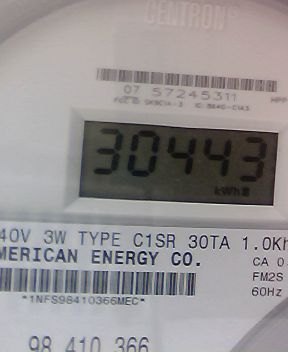 CENTRON®
07 57245311
30443
kWh
40V 3W TYPE C1SR 30TA 1.0Kh
MERICAN ENERGY CO.
CA 0
FM2S
*1NFS98410366MEC*
60Hz
98 410 366